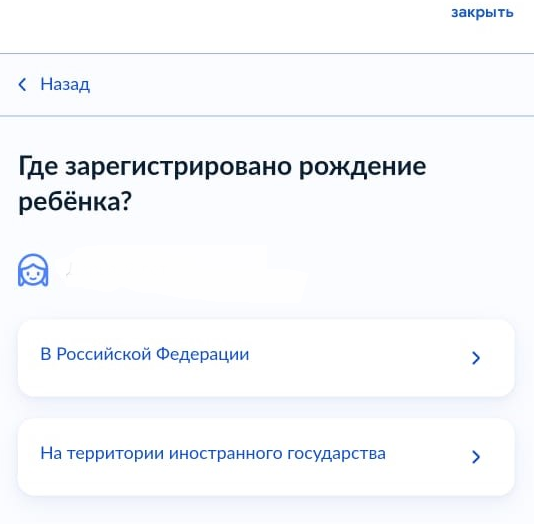 закрыть
Назад
Где зарегистрировано рождение
ребёнка?
В Российской Федерации
На территории иностранного государства